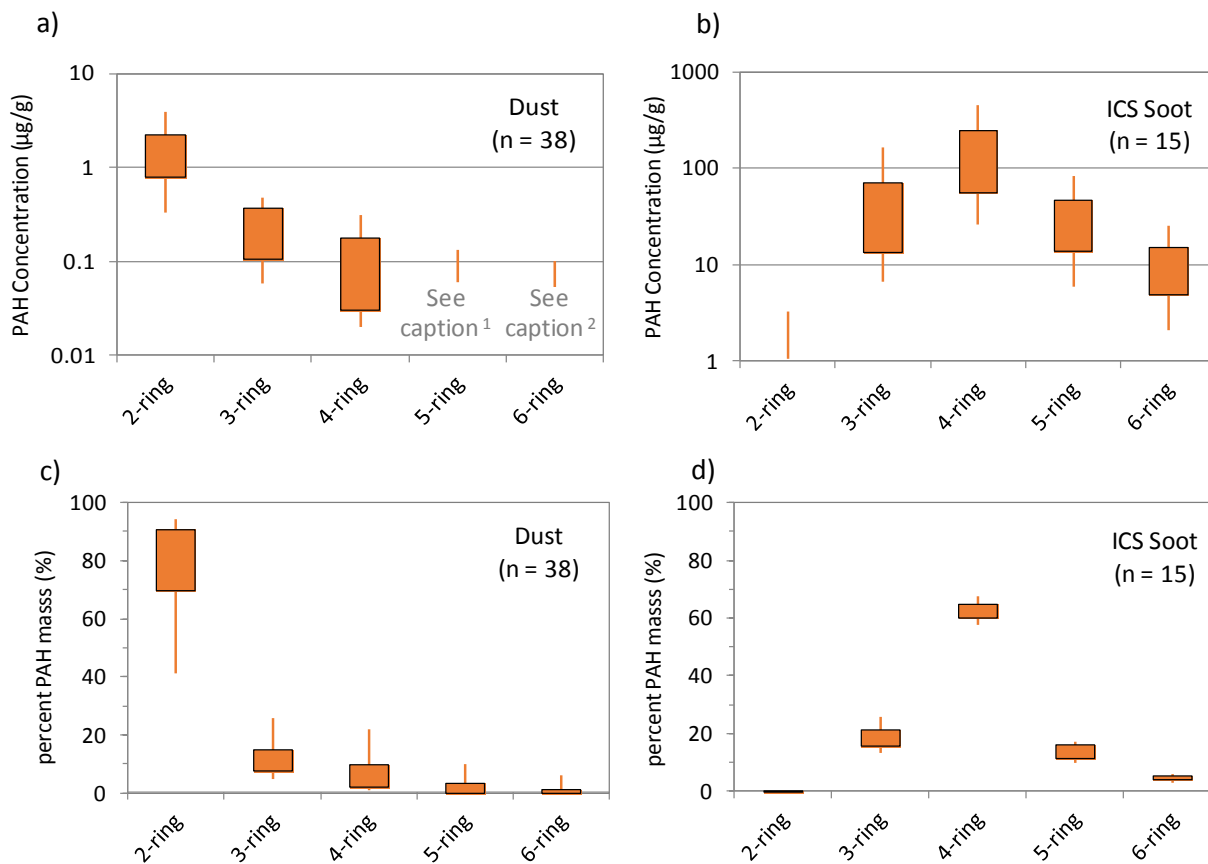 a)
PAH Concentration (µg/g)
10
1
0.1
0.01
Dust
(n = 38)
See
caption 1
See
caption 2
2-ring
3-ring
4-ring
5-ring
6-ring
b)
PAH Concentration (µg/g)
1000
100
10
1
ICS Soot
(n = 15)
2-ring
3-ring
4-ring
5-ring
6-ring
c)
percent PAH masss (%)
100
80
60
40
20
0
Dust
(n = 38)
2-ring
3-ring
4-ring
5-ring
6-ring
d)
percent PAH masss (%)
100
80
60
40
20
0
ICS Soot
(n = 15)
2-ring
3-ring
4-ring
5-ring
6-ring